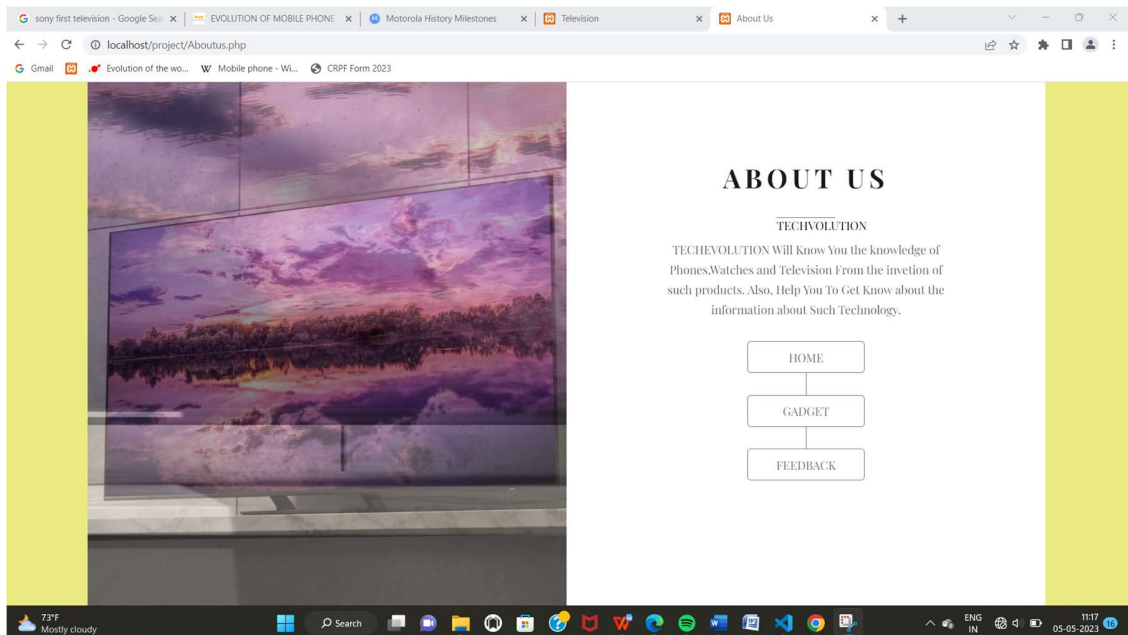 sony first television - Google Sear
EVOLUTION OF MOBILE PHONE
Motorola History Milestones
Television
About Us
localhost/project/Aboutus.php
Gmail
Evolution of the wo...
Mobile phone - Wi...
CRPF Form 2023
ABOUT US
TECHVOLUTION
TECHEVOLUTION Will Know You the knowledge of
Phones,Watches and Television From the invetion of
such products. Also, Help You To Get Know about the
information about Such Technology.
HOME
GADGET
FEEDBACK
73°F
Mostly cloudy
Search
ENG
IN
11:17
05-05-2023
16